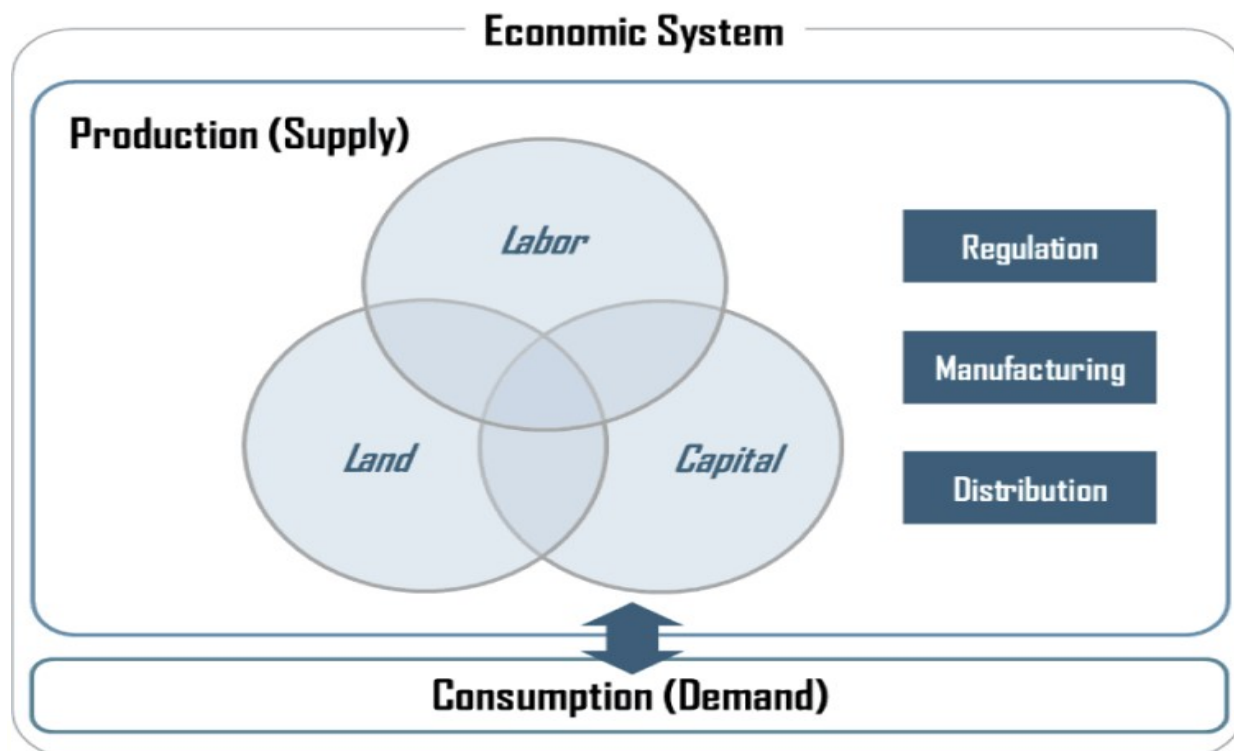 Economic System
Production (Supply)
Labor
Land
Capital
Regulation
Manufacturing
Distribution
Consumption (Demand)